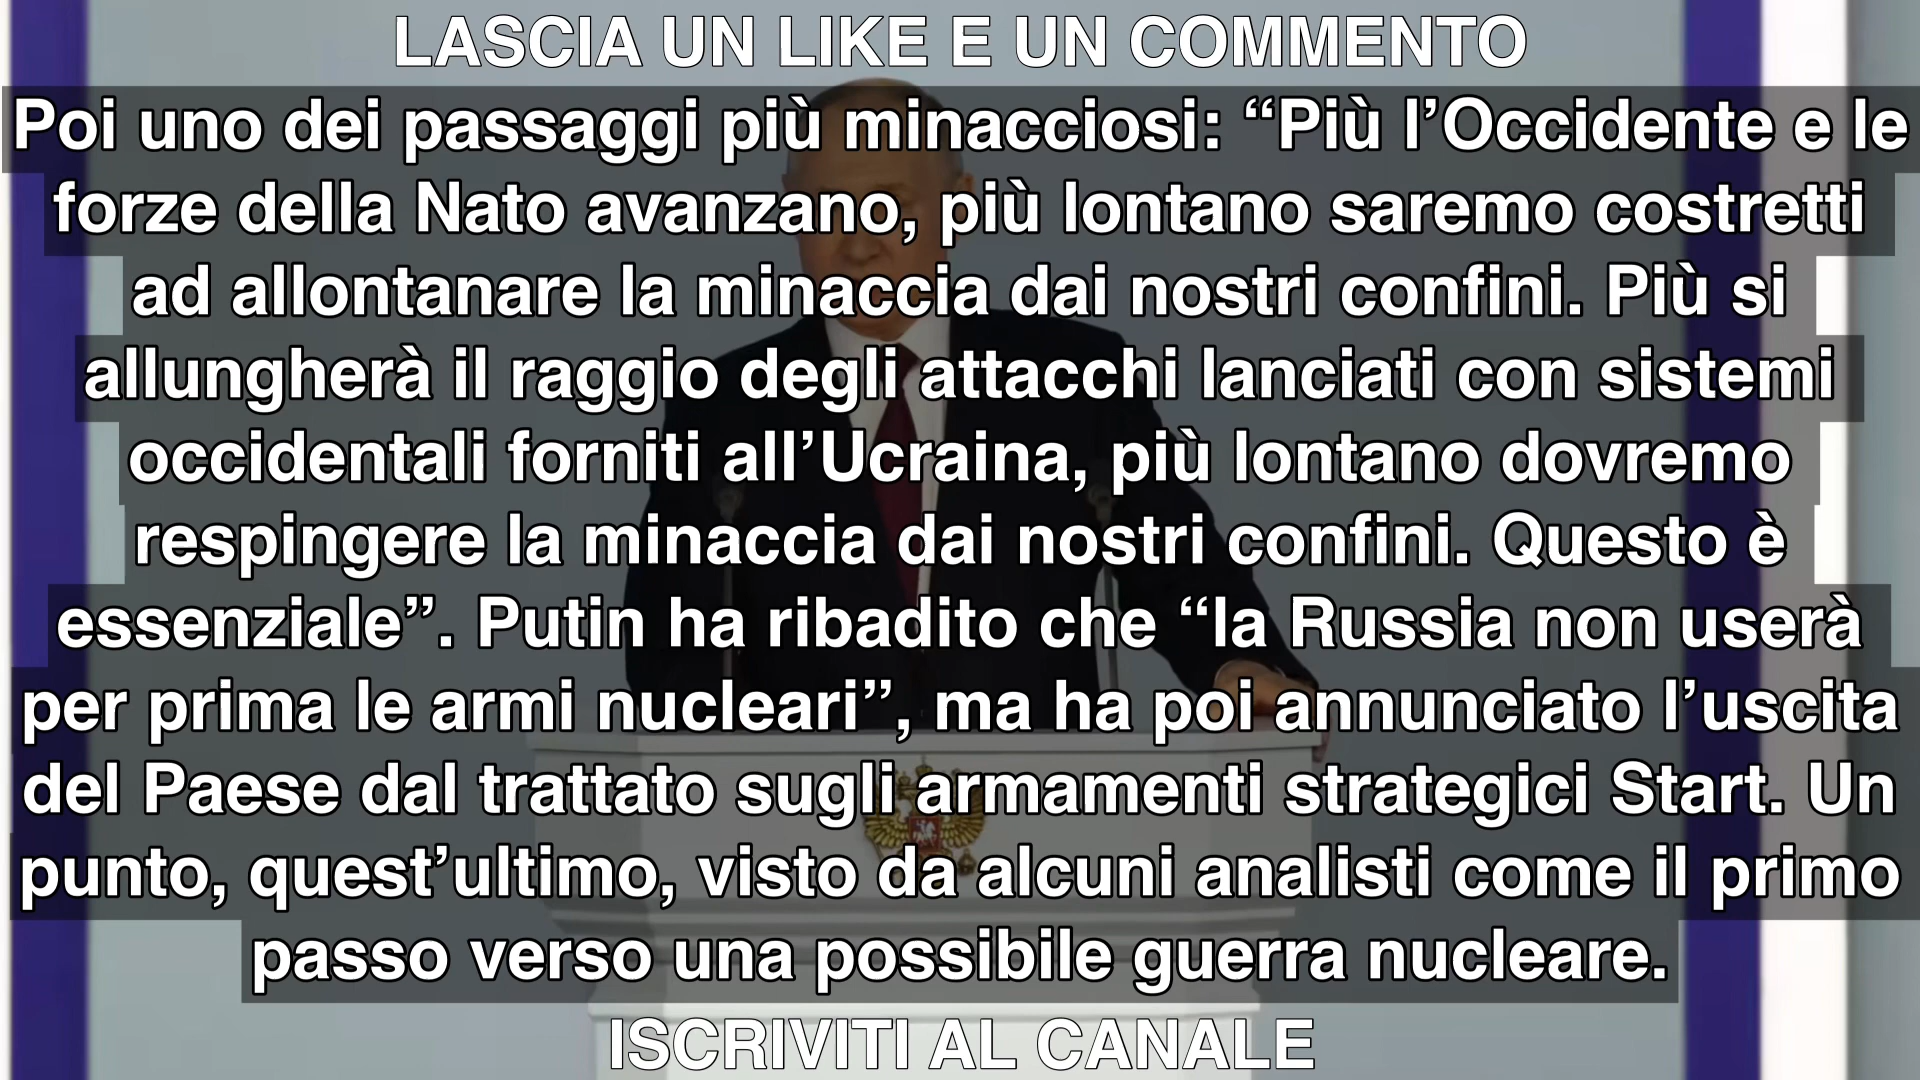 LASCIA UN LIKE E UN COMMENTO
Poi uno dei passaggi più minacciosi: “Più l’Occidente e le
forze della Nato avanzano, più lontano saremo costretti
ad allontanare la minaccia dai nostri confini. Più si
allungherà il raggio degli attacchi lanciati con sistemi
occidentali forniti all’Ucraina, più lontano dovremo
respingere la minaccia dai nostri confini. Questo è
essenziale”. Putin ha ribadito che “la Russia non userà
per prima le armi nucleari”, ma ha poi annunciato l’uscita
del Paese dal trattato sugli armamenti strategici Start. Un
punto, quest’ultimo, visto da alcuni analisti come il primo
passo verso una possibile guerra nucleare.
ISCRIVITI AL CANALE